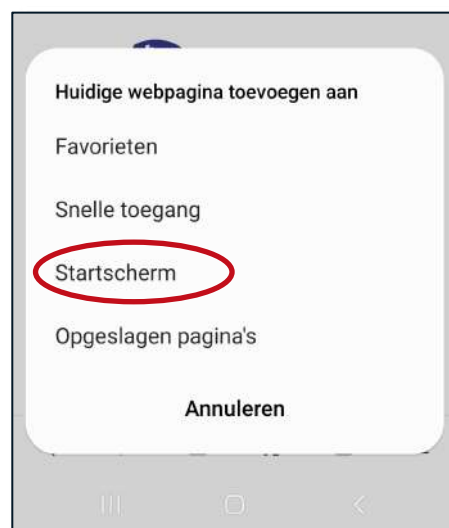 Huidige webpagina toevoegen aan
Favorieten
Snelle toegang
Startscherm
Opgeslagen pagina's
Annuleren